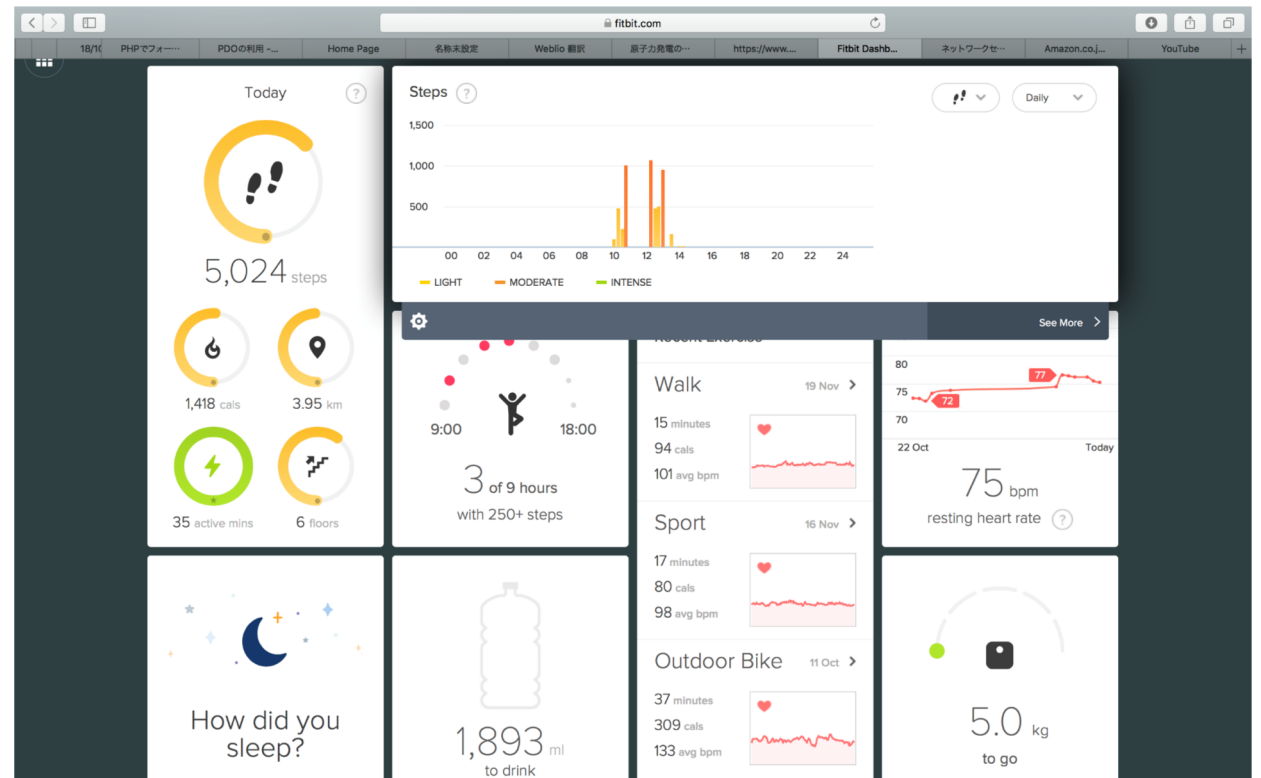 fitbit.com
18/10
PHPでフォー…
PDOの利用 -...
Home Page
名称未設定
Weblio 翻訳
原子力発電の…
https://www....
Fitbit Dashb...
ネットワークセ…
Amazon.co.j...
YouTube
Today
?
5,024 steps
1,418 cals
3.95 km
35 active mins
6 floors
Steps ?
Daily
1,500
1,000
500
00 02 04 06 08 10 12 14 16 18 20 22 24
LIGHT MODERATE INTENSE
See More
9:00 18:00
3 of 9 hours
with 250+ steps
Recent Exercise
Walk 19 Nov
15 minutes
94 cals
101 avg bpm
Sport 16 Nov
17 minutes
80 cals
98 avg bpm
Outdoor Bike 11 Oct
37 minutes
309 cals
133 avg bpm
80
75
70
77
72
22 Oct Today
75 bpm
resting heart rate ?
How did you
sleep?
1,893 ml
to drink
5.0 kg
to go